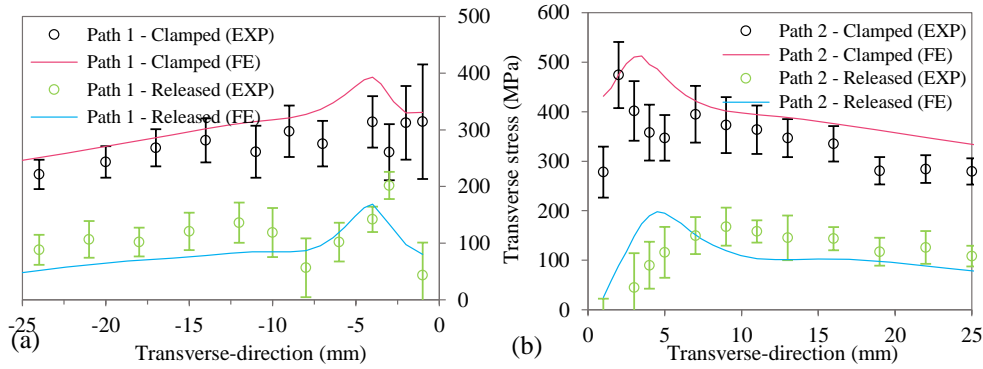 Path 1 - Clamped (EXP)
Path 1 - Clamped (FE)
Path 1 - Released (EXP)
Path 1 - Released (FE)
500
400
300
200
100
0
-25
-20
-15
-10
-5
0
Transverse-direction (mm)
(a)
Transverse stress (MPa)
600
500
400
300
200
100
0
Path 2 - Clamped (EXP)
Path 2 - Clamped (FE)
Path 2 - Released (EXP)
Path 2 - Released (FE)
0
5
10
15
20
25
Transverse-direction (mm)
(b)